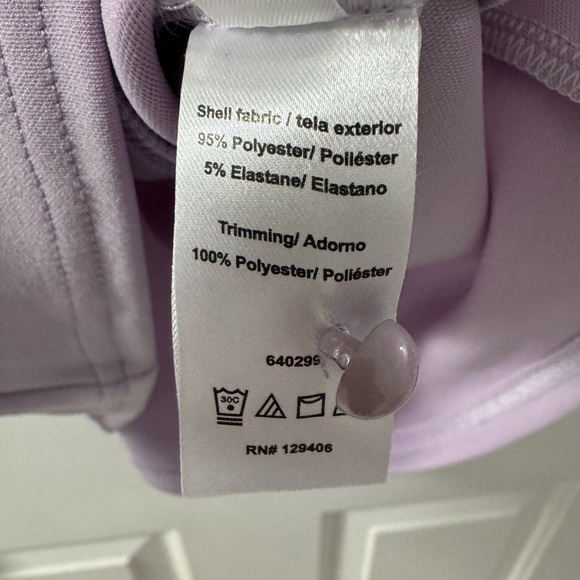 Shell fabric / tela exterior
95% Polyester/ Poliéster
5% Elastane/ Elastano
Trimming/ Adorno
100% Polyester/ Poliéster
640299
30C
RN# 129406